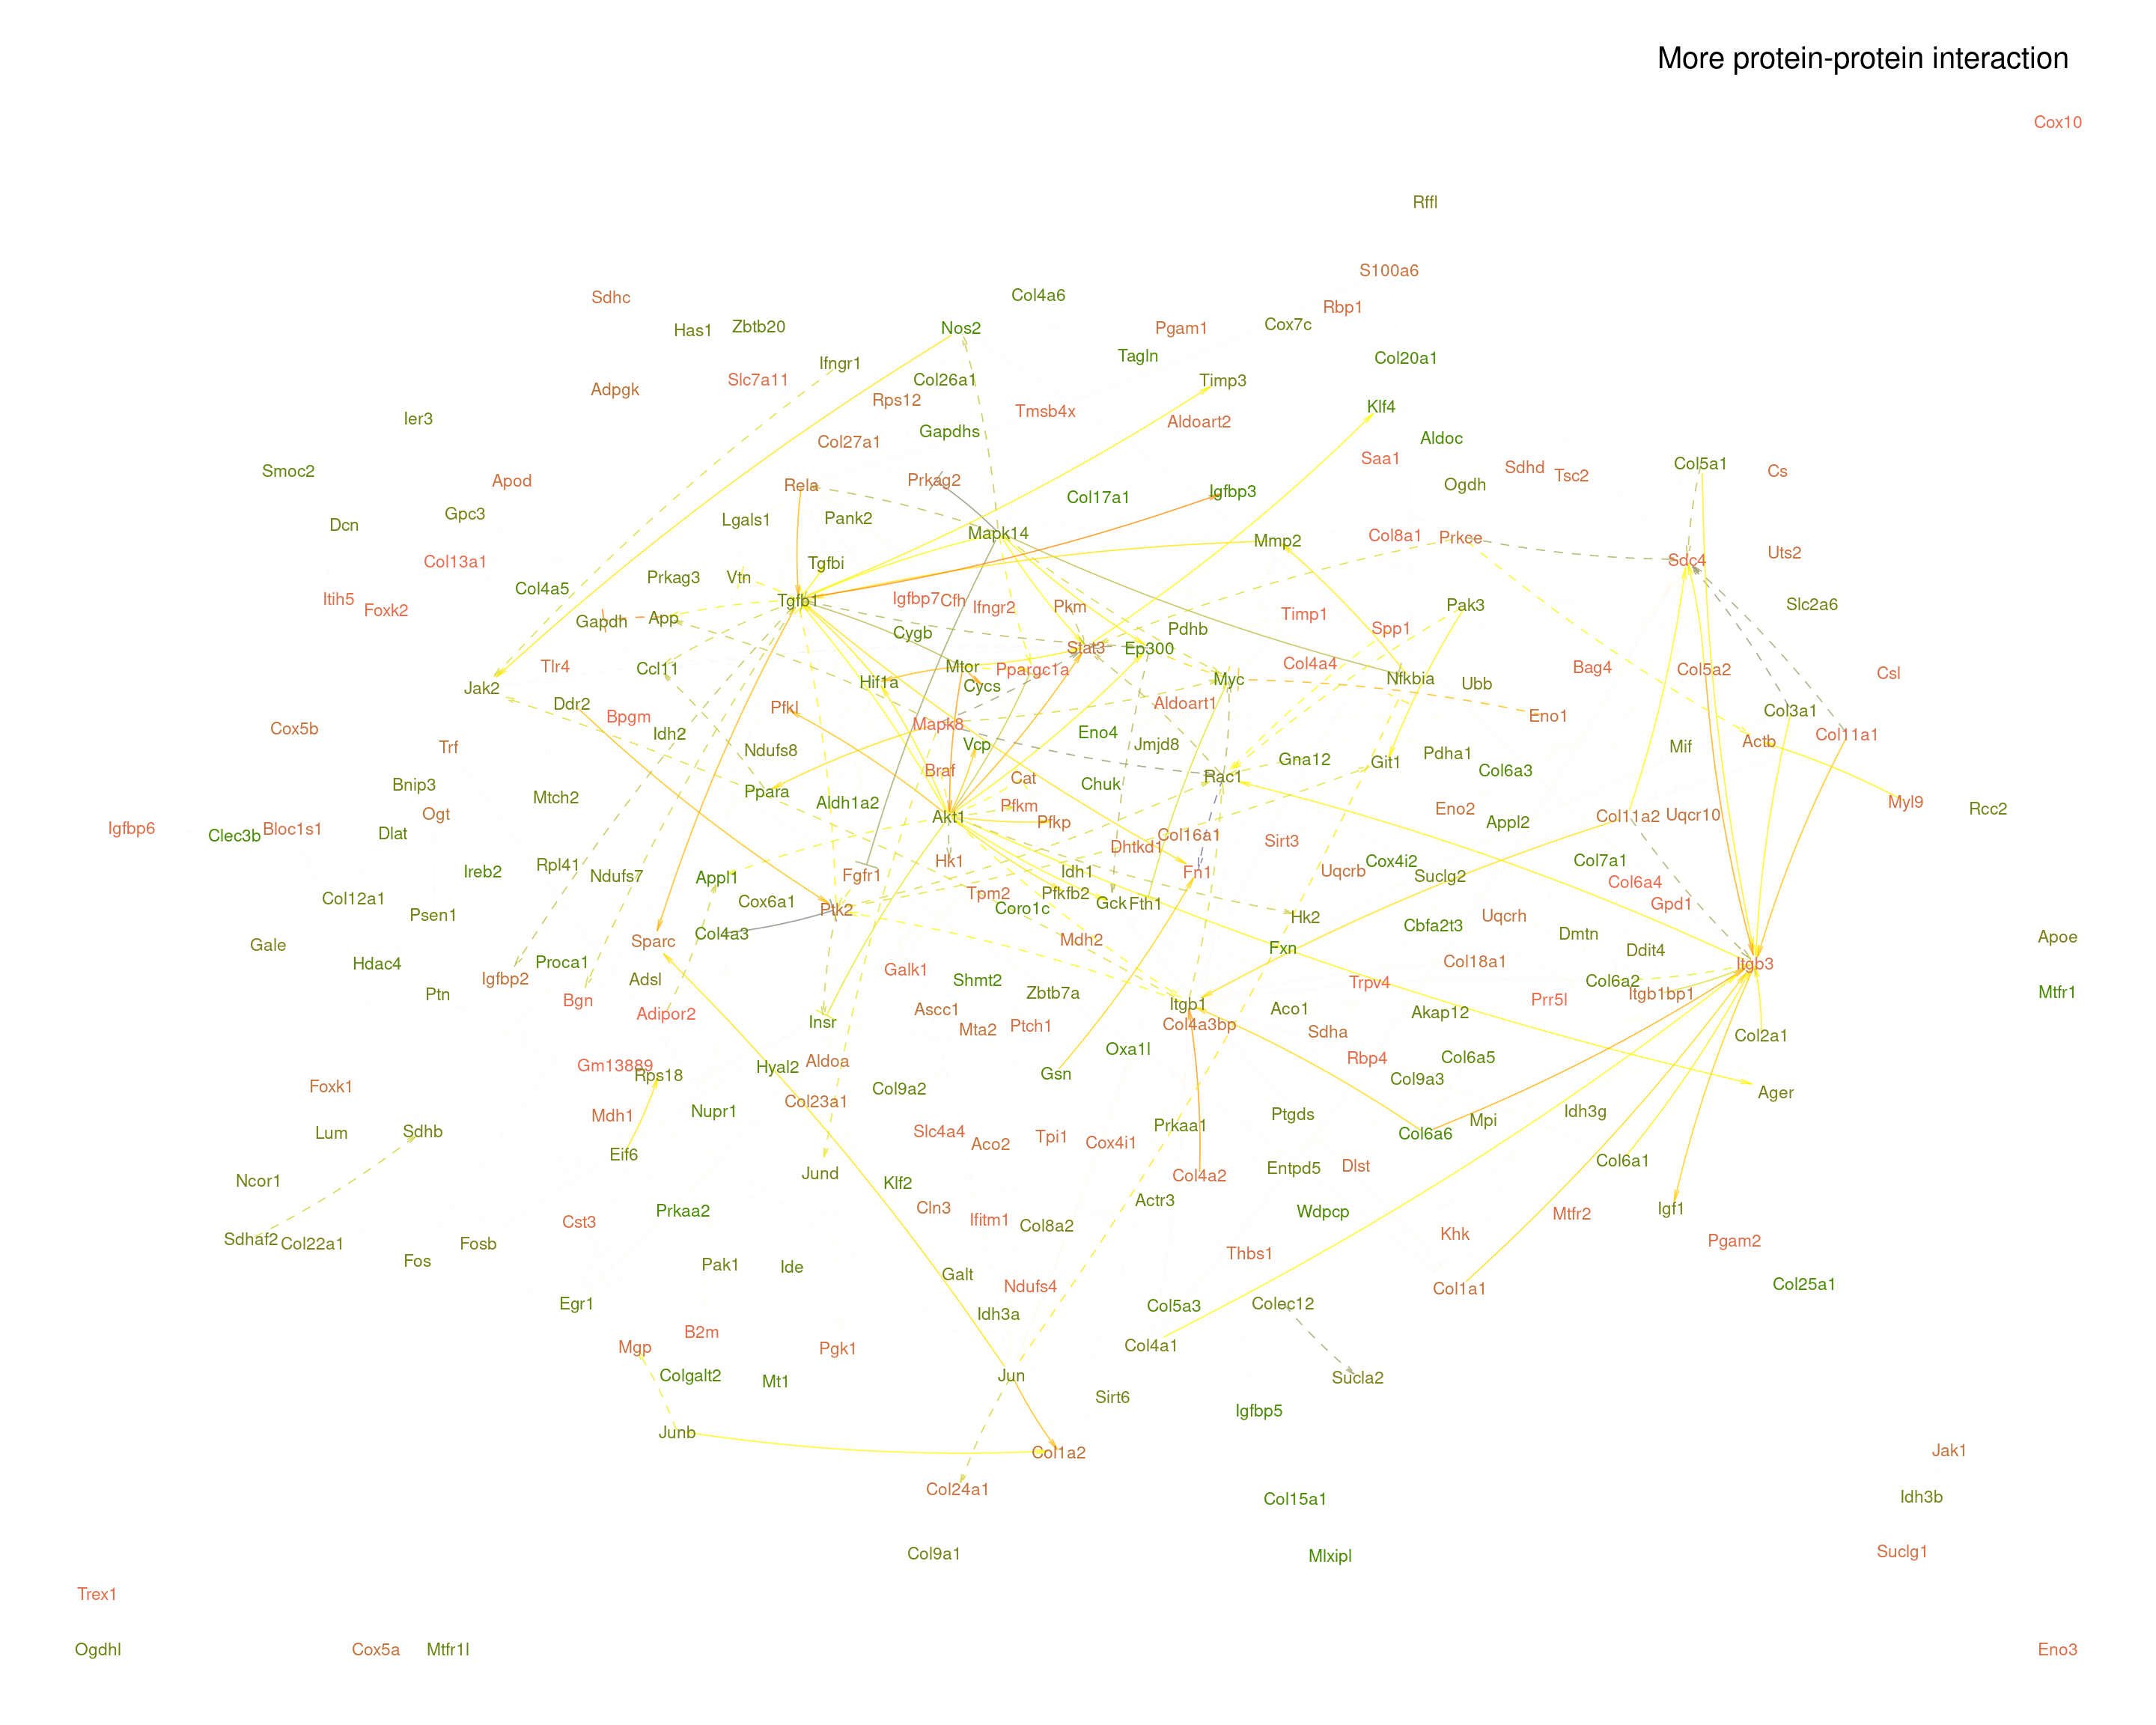 More protein-protein interaction
Cox10
Rffl
S100a6
Sdhc
Col4a6
Rbp1
Has1
Zbtb20
Nos2
Pgam1
Cox7c
Tagln
Col20a1
Ifngr1
Slc7a11
Col26a1
Timp3
Adpgk
Rps12
Klf4
Tmsb4x
Ier3
Aldoart2
Gapdhs
Aldoc
Col27a1
Saa1
Col5a1
Sdhd
Smoc2
Cs
Tsc2
Apod
Prkag2
Rela
Ogdh
Igfbp3
Col17a1
Gpc3
Lgals1
Pank2
Dcn
Mapk14
Col8a1
Prkce
Mmp2
Uts2
Col13a1
Tgfbi
Sdc4
Vtn
Prkag3
Col4a5
Itih5
Foxk2
Tgfb1
Igfbp7
Cfh
Ifngr2
Pkm
Pak3
Slc2a6
Gapdh
App
Timp1
Spp1
Cygb
Pdhb
Stat3
Ep300
Tlr4
Ccl11
Mtor
Ppargc1a
Col4a4
Bag4
Col5a2
Csl
Jak2
Hif1a
Cycs
Myc
Nfkbia
Ubb
Ddr2
Pfkl
Aldoart1
Bpgm
Eno1
Col3a1
Cox5b
Idh2
Mapk8
Eno4
Col11a1
Trf
Ndufs8
Vcp
Jmjd8
Actb
Mif
Gna12
Git1
Pdha1
Bnip3
Braf
Cat
Chuk
Rac1
Col6a3
Mtch2
Ppara
Aldh1a2
Pfkm
Myl9
Rcc2
Ogt
Akt1
Pfkp
Eno2
Col11a2
Uqcr10
Igfbp6
Clec3b
Bloc1s1
Dlat
Appl2
Col16a1
Dhtkd1
Sirt3
Rpl41
Hk1
Cox4i2
Col7a1
Ireb2
Ndufs7
Appl1
Fgfr1
Idh1
Fn1
Uqcrb
Suclg2
Col6a4
Col12a1
Cox6a1
Tpm2
Pfkfb2
Gck
Fth1
Gpd1
Psen1
Ptk2
Coro1c
Hk2
Uqcrh
Cbfa2t3
Gale
Sparc
Col4a3
Mdh2
Fxn
Dmtn
Ddit4
Apoe
Hdac4
Proca1
Galk1
Col18a1
Itgb3
Igfbp2
Adsl
Shmt2
Trpv4
Col6a2
Ptn
Bgn
Zbtb7a
Prr5l
Itgb1bp1
Mtfr1
Adipor2
Insr
Ascc1
Itgb1
Aco1
Akap12
Mta2
Ptch1
Col4a3bp
Sdha
Col2a1
Gm13889
Rps18
Hyal2
Aldoa
Oxa1l
Rbp4
Col6a5
Gsn
Foxk1
Col9a2
Col9a3
Ager
Mdh1
Nupr1
Col23a1
Ptgds
Idh3g
Lum
Sdhb
Slc4a4
Aco2
Tpi1
Cox4i1
Prkaa1
Mpi
Col6a6
Eif6
Jund
Entpd5
Dlst
Col6a1
Ncor1
Klf2
Col4a2
Prkaa2
Cln3
Actr3
Cst3
Ifitm1
Col8a2
Wdpcp
Mtfr2
Igf1
Sdhaf2
Col22a1
Fosb
Khk
Pgam2
Fos
Pak1
Ide
Thbs1
Galt
Ndufs4
Col1a1
Col25a1
Egr1
Idh3a
Col5a3
Colec12
B2m
Mgp
Pgk1
Col4a1
Colgalt2
Mt1
Jun
Sucla2
Sirt6
Igfbp5
Junb
Col1a2
Jak1
Col24a1
Col15a1
Idh3b
Col9a1
Mlxipl
Suclg1
Trex1
Ogdhl
Cox5a
Mtfr1l
Eno3